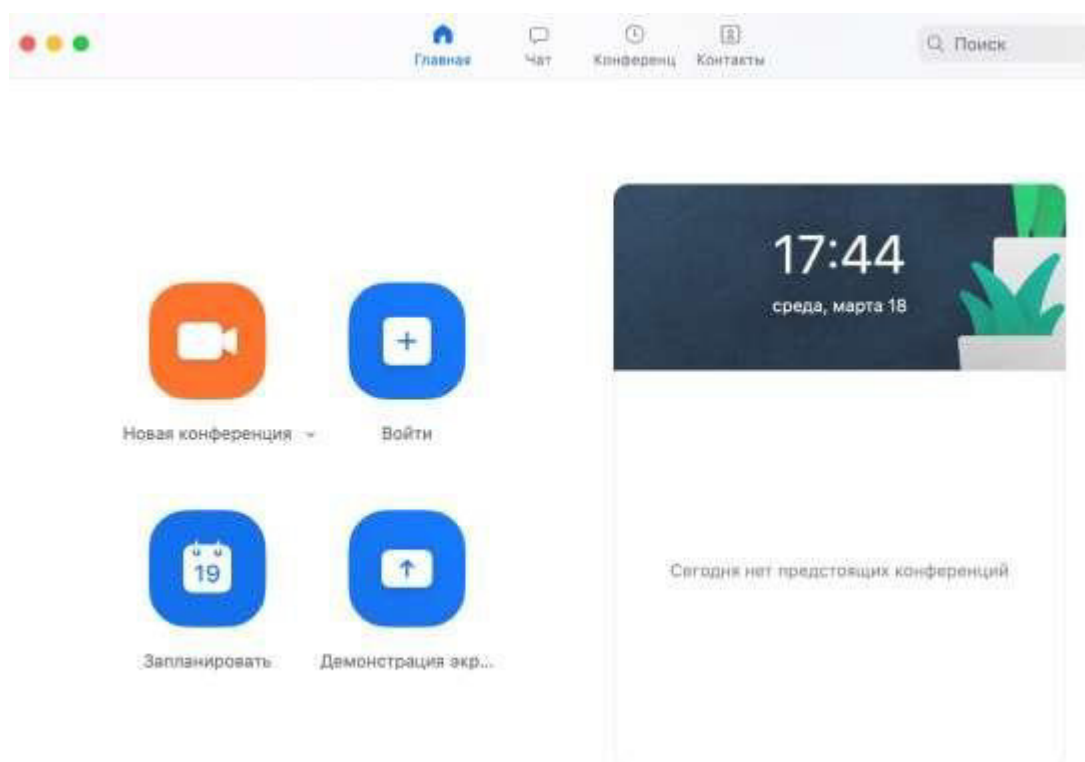 Главная
Чат
Конференц
Контакты
Поиск
17:44
среда, марта 18
Новая конференция
Войти
19
Запланировать
Демонстрация экр...
Сегодня нет предстоящих конференций